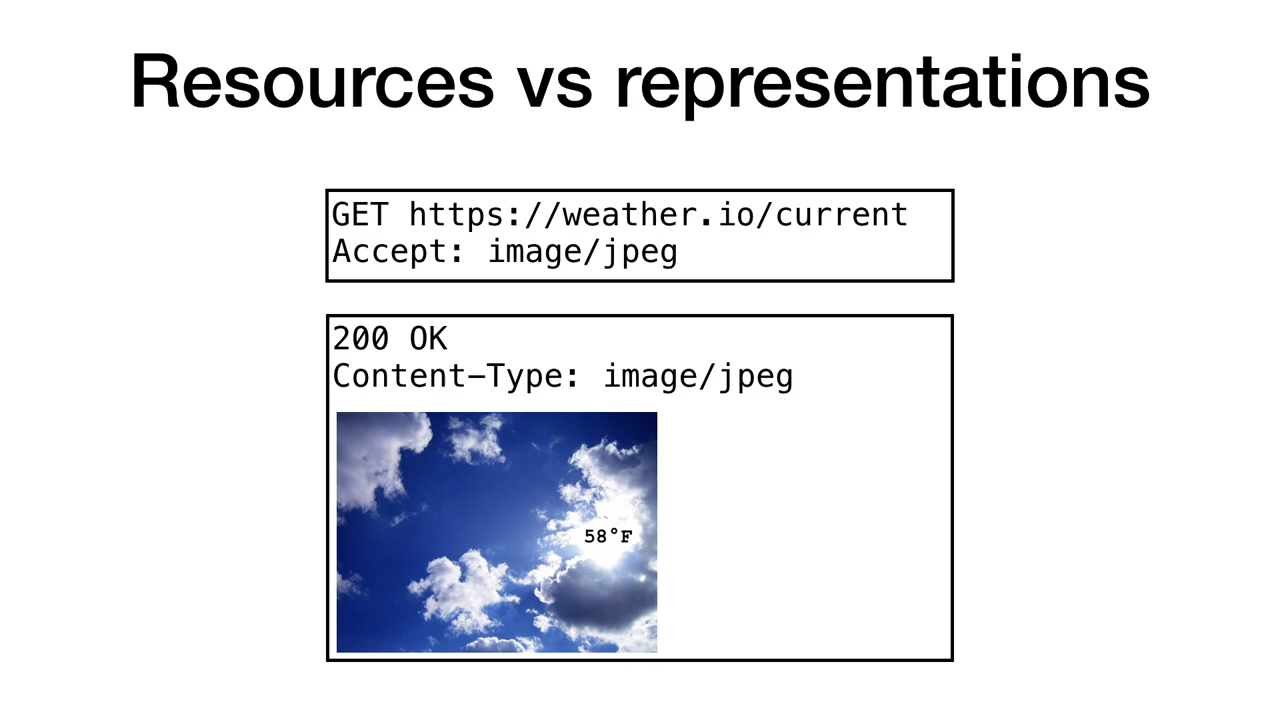 Resources vs representations
GET https://weather.io/current
Accept: image/jpeg
200 OK
Content-Type: image/jpeg
58°F